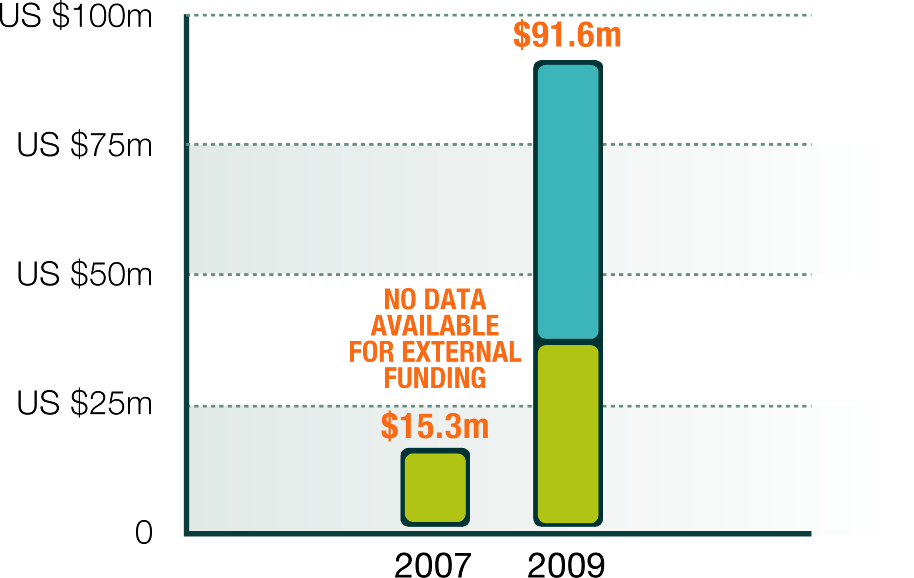 US $100m
$91.6m
US $75m
US $50m
NO DATA
AVAILABLE
FOR EXTERNAL
FUNDING
US $25m
$15.3m
0
2007 2009